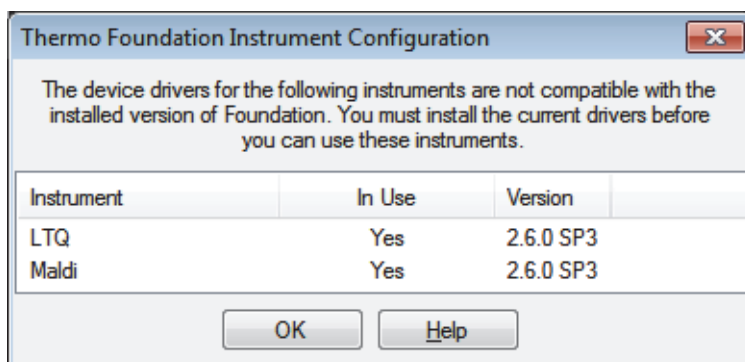 Thermo Foundation Instrument Configuration
The device drivers for the following instruments are not compatible with the
installed version of Foundation. You must install the current drivers before
you can use these instruments.
Instrument In Use Version
LTQ Yes 2.6.0 SP3
Maldi Yes 2.6.0 SP3
OK Help